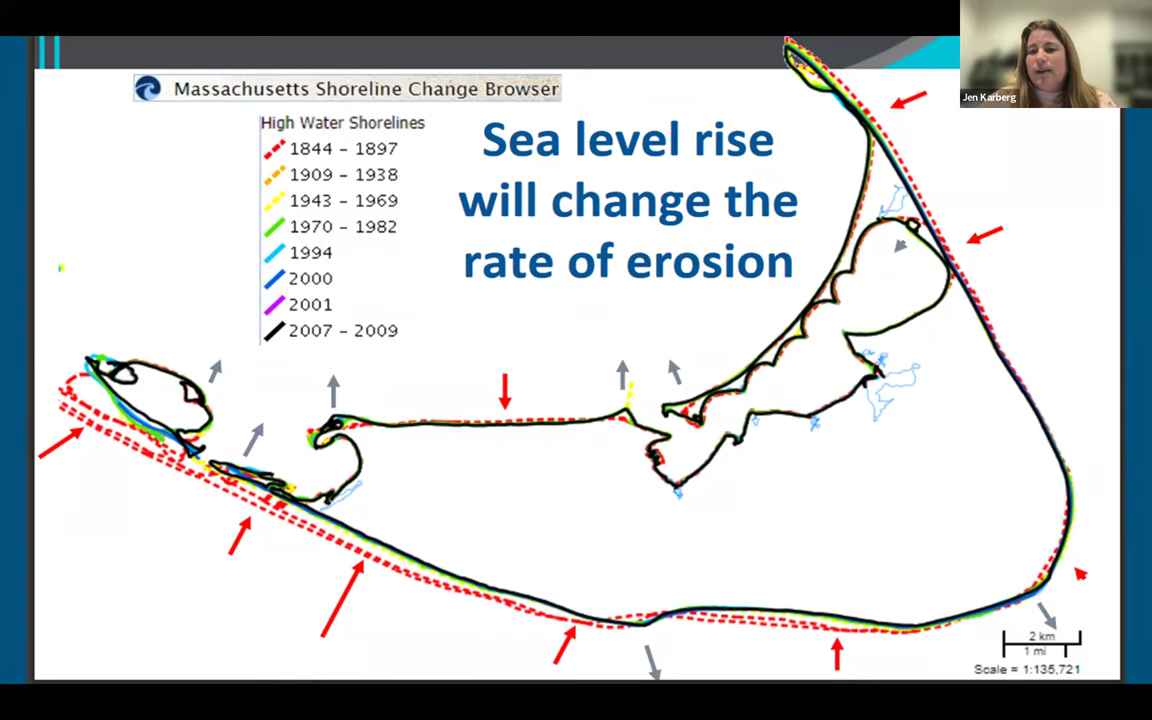 Massachusetts Shoreline Change Browser
High Water Shorelines
1844 - 1897
1909 - 1938
1943 - 1969
1970 - 1982
1994
2000
2001
2007 - 2009
Sea level rise
will change the
rate of erosion
Jen Karberg
2 km
1 mi
Scale = 1:135,721